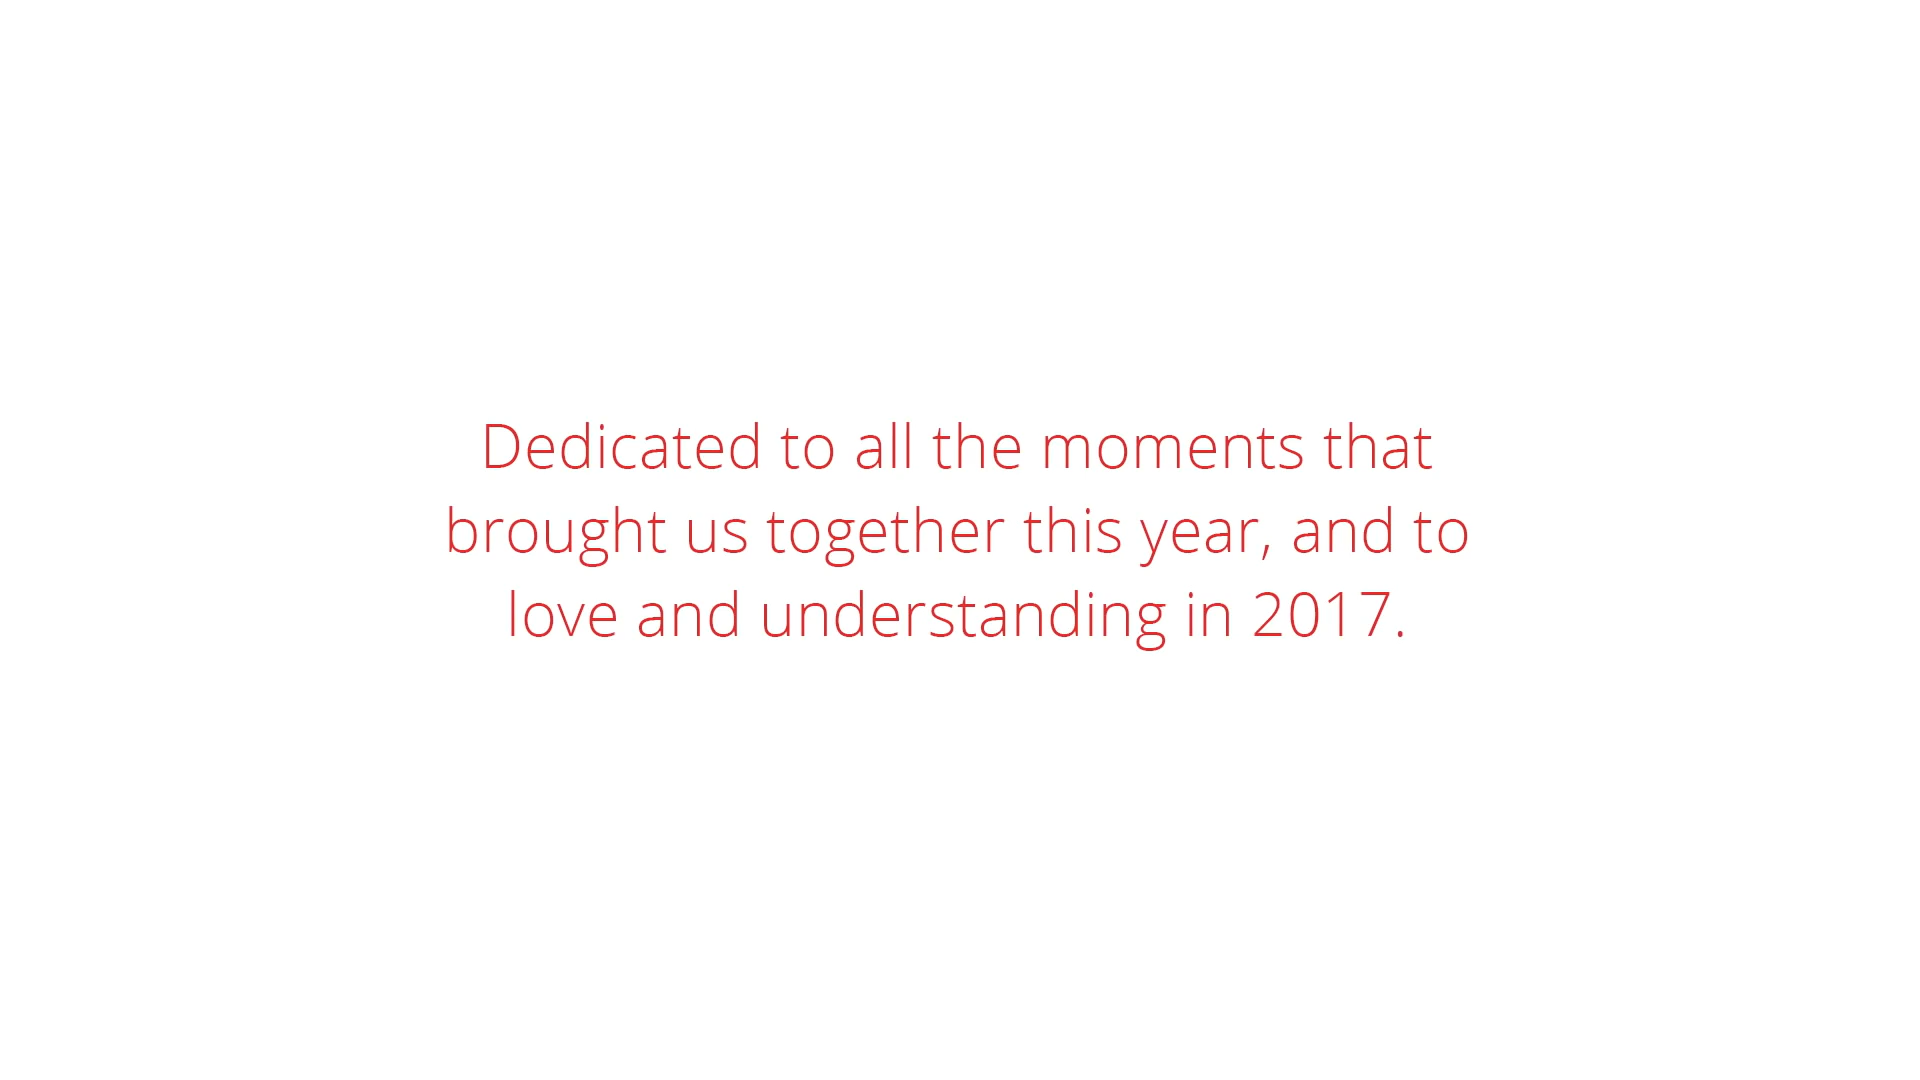 Dedicated to all the moments that
brought us together this year, and to
love and understanding in 2017.